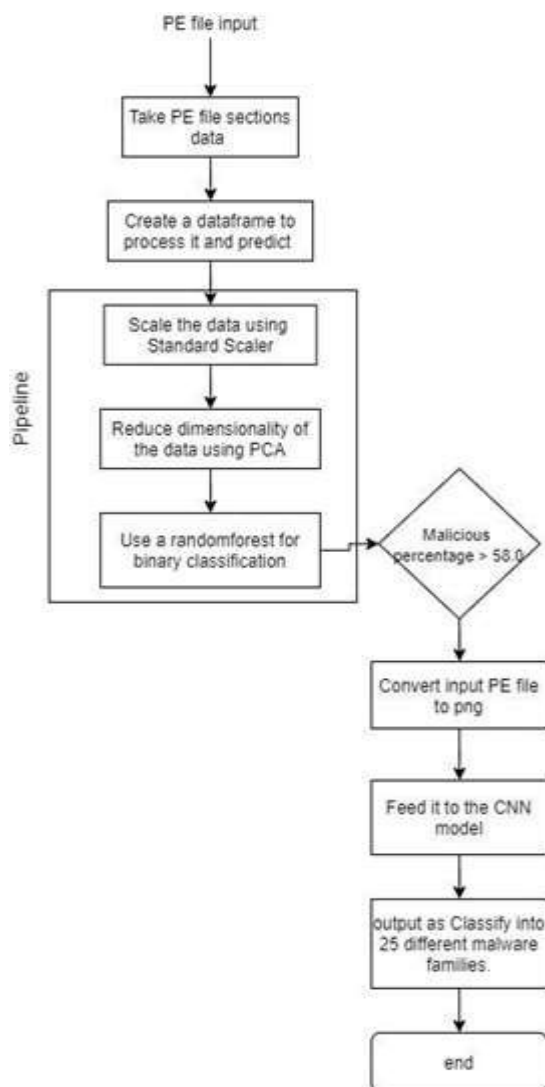 PE file input
Take PE file sections
data
Create a dataframe to
process it and predict
Pipeline
Scale the data using
Standard Scaler
Reduce dimensionality of
the data using PCA
Use a randomforest for
binary classification
Malicious
percentage > 58.0
Convert input PE file
to png
Feed it to the CNN
model
output as Classify into
25 different malware
families.
end